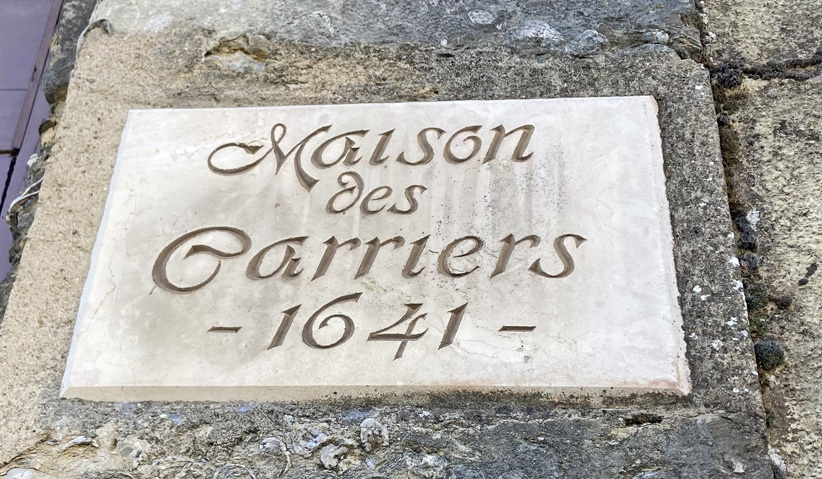 Maison
des
Carriers
- 1641 -